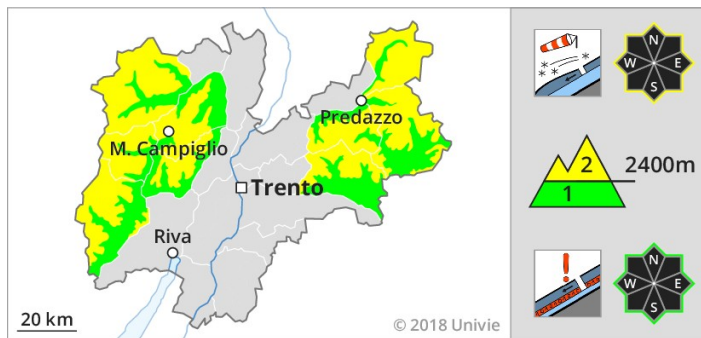 Predazzo
M. Campiglio
Trento
Riva
20 km
© 2018 Univie
N
W E
S
2 2400m
1
N
W E
S